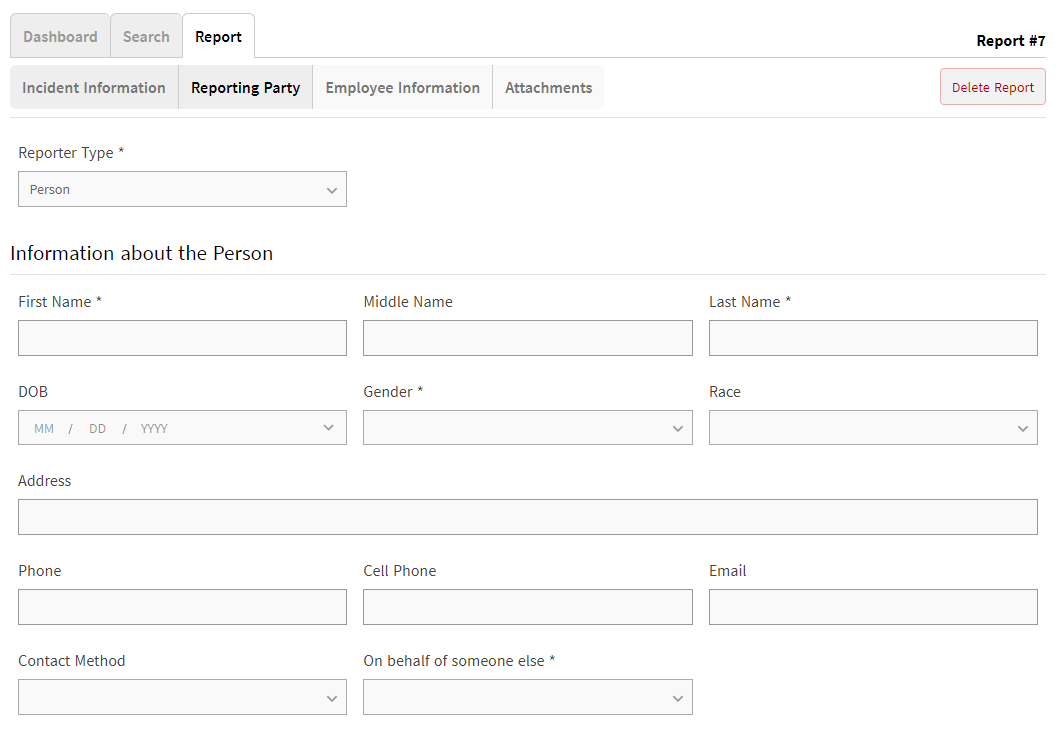 Dashboard Search Report Report #7
Incident Information Reporting Party Employee Information Attachments Delete Report
Reporter Type *
Person
Information about the Person
First Name * Middle Name Last Name *
DOB Gender * Race
MM / DD / YYYY
Address
Phone Cell Phone Email
Contact Method On behalf of someone else *